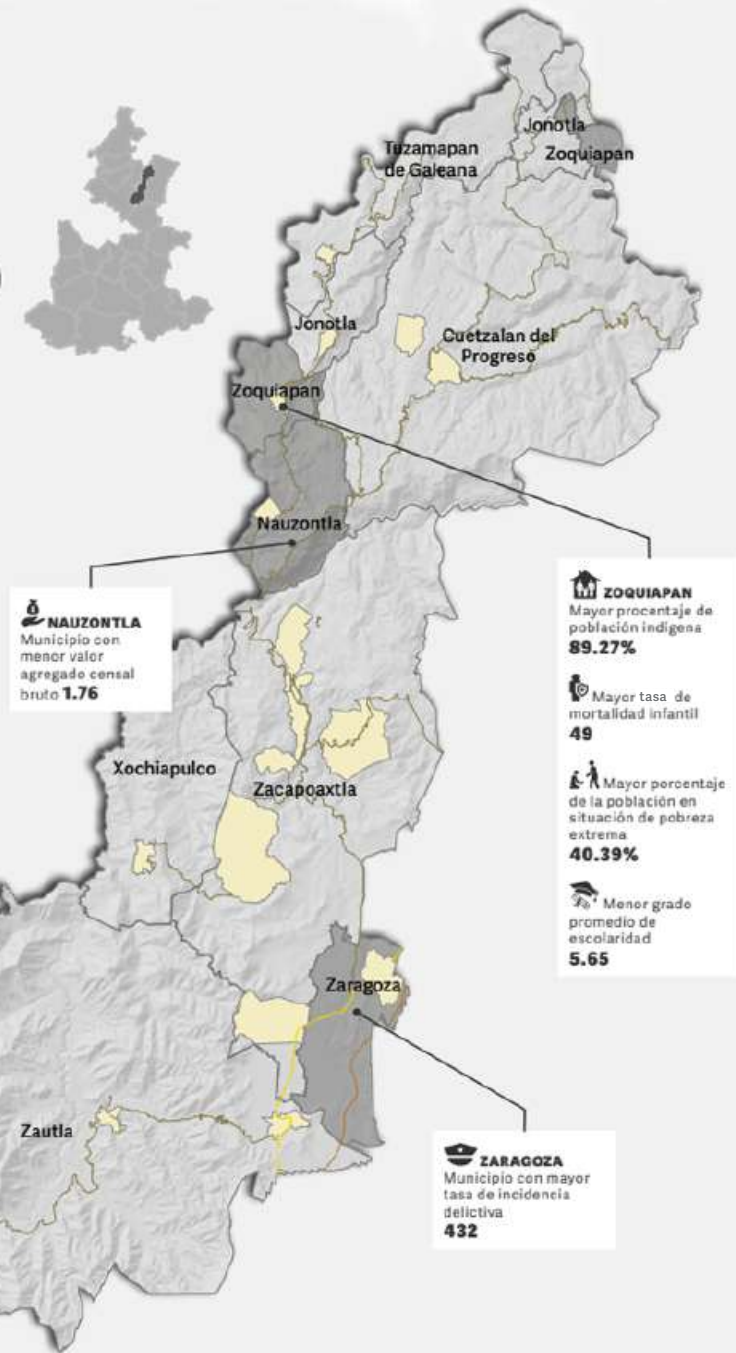 Jonotla
Tuzamapan
de Galeana
Zoquiapan
Jonotla
Cuetzalan del
Progreso
Zoquiapan
Nauzontla
NAUZONTLA
Municipio con
menor valor
agregado censal
bruto 1.76
ZOQUIAPAN
Mayor procentaje de
población indígena
89.27%
Mayor tasa de
mortalidad infantil
49
Mayor porcentaje
de la población en
situación de pobreza
extrema
40.39%
Menor grado
promedio de
escolaridad
5.65
Xochiapulco
Zacapoaxtla
Zaragoza
Zautla
ZARAGOZA
Municipio con mayor
tasa de incidencia
delictiva
432